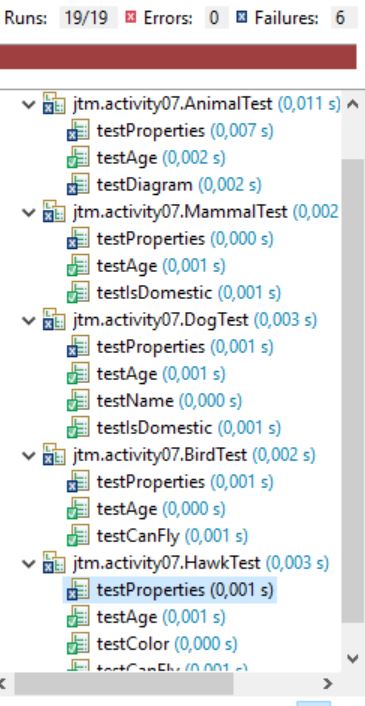 Runs: 19/19 Errors: 0 Failures: 6
jtm.activity07.AnimalTest (0,011 s)
testProperties (0,007 s)
testAge (0,002 s)
testDiagram (0,002 s)
jtm.activity07.MammalTest (0,002
testProperties (0,000 s)
testAge (0,001 s)
testIsDomestic (0,001 s)
jtm.activity07.DogTest (0,003 s)
testProperties (0,001 s)
testAge (0,001 s)
testName (0,000 s)
testIsDomestic (0,001 s)
jtm.activity07.BirdTest (0,002 s)
testProperties (0,001 s)
testAge (0,000 s)
testCanFly (0,001 s)
jtm.activity07.HawkTest (0,003 s)
testProperties (0,001 s)
testAge (0,001 s)
testColor (0,000 s)
testCanFly (0,001 s)